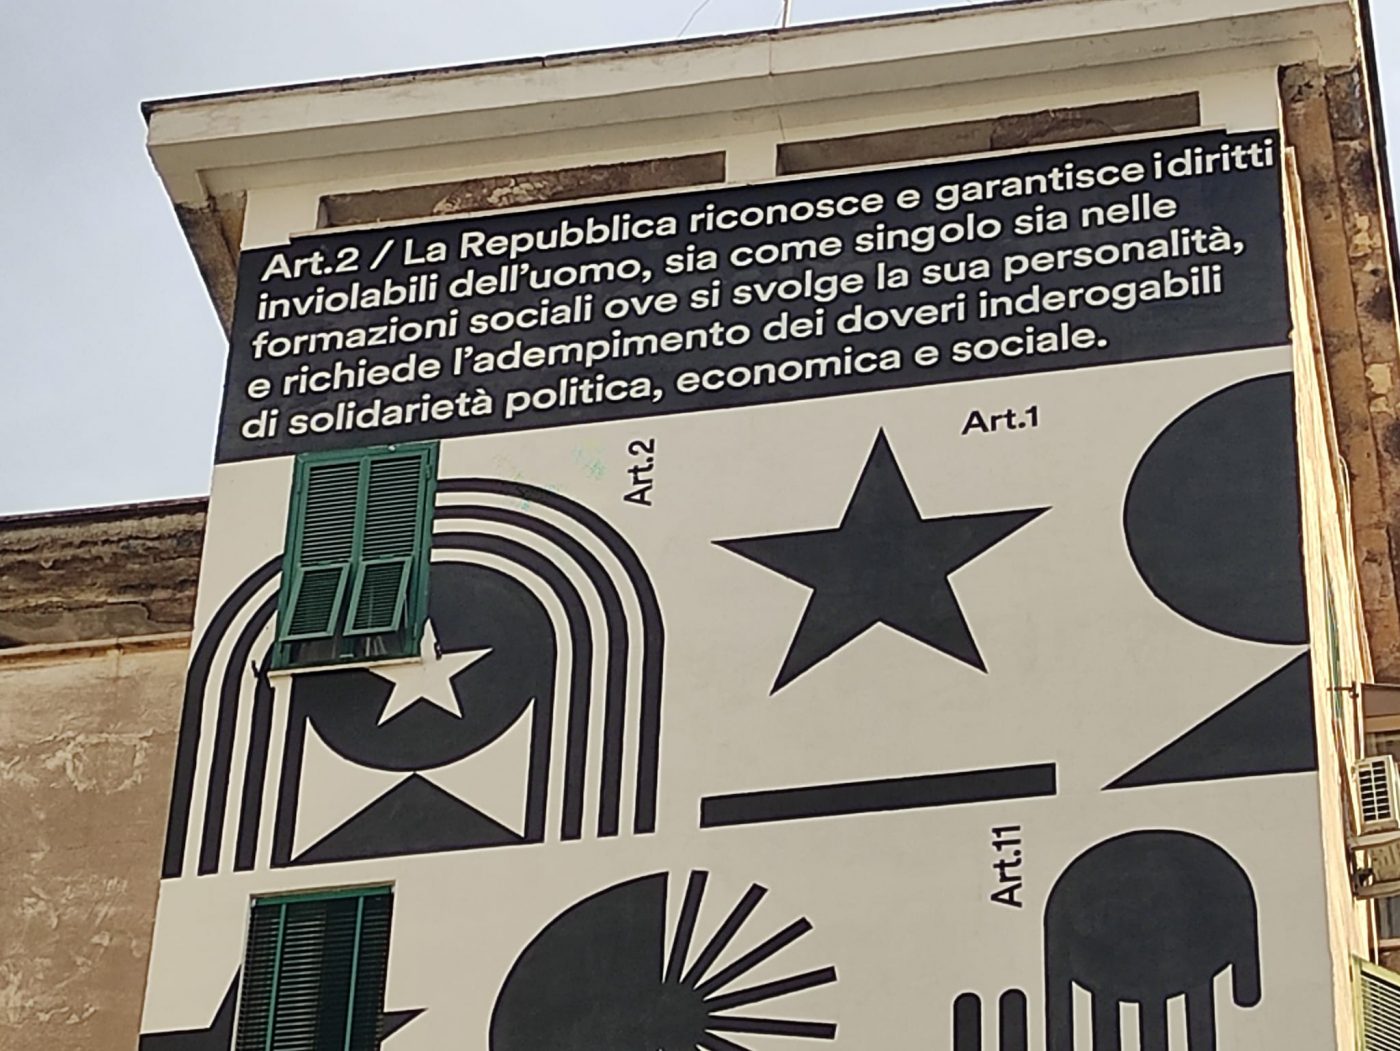 Art.2 / La Repubblica riconosce e garantisce i diritti
inviolabili dell'uomo, sia come singolo sia nelle
formazioni sociali ove si svolge la sua personalità,
e richiede l'adempimento dei doveri inderogabili
di solidarietà politica, economica e sociale.
Art.2
Art.1
Art.11